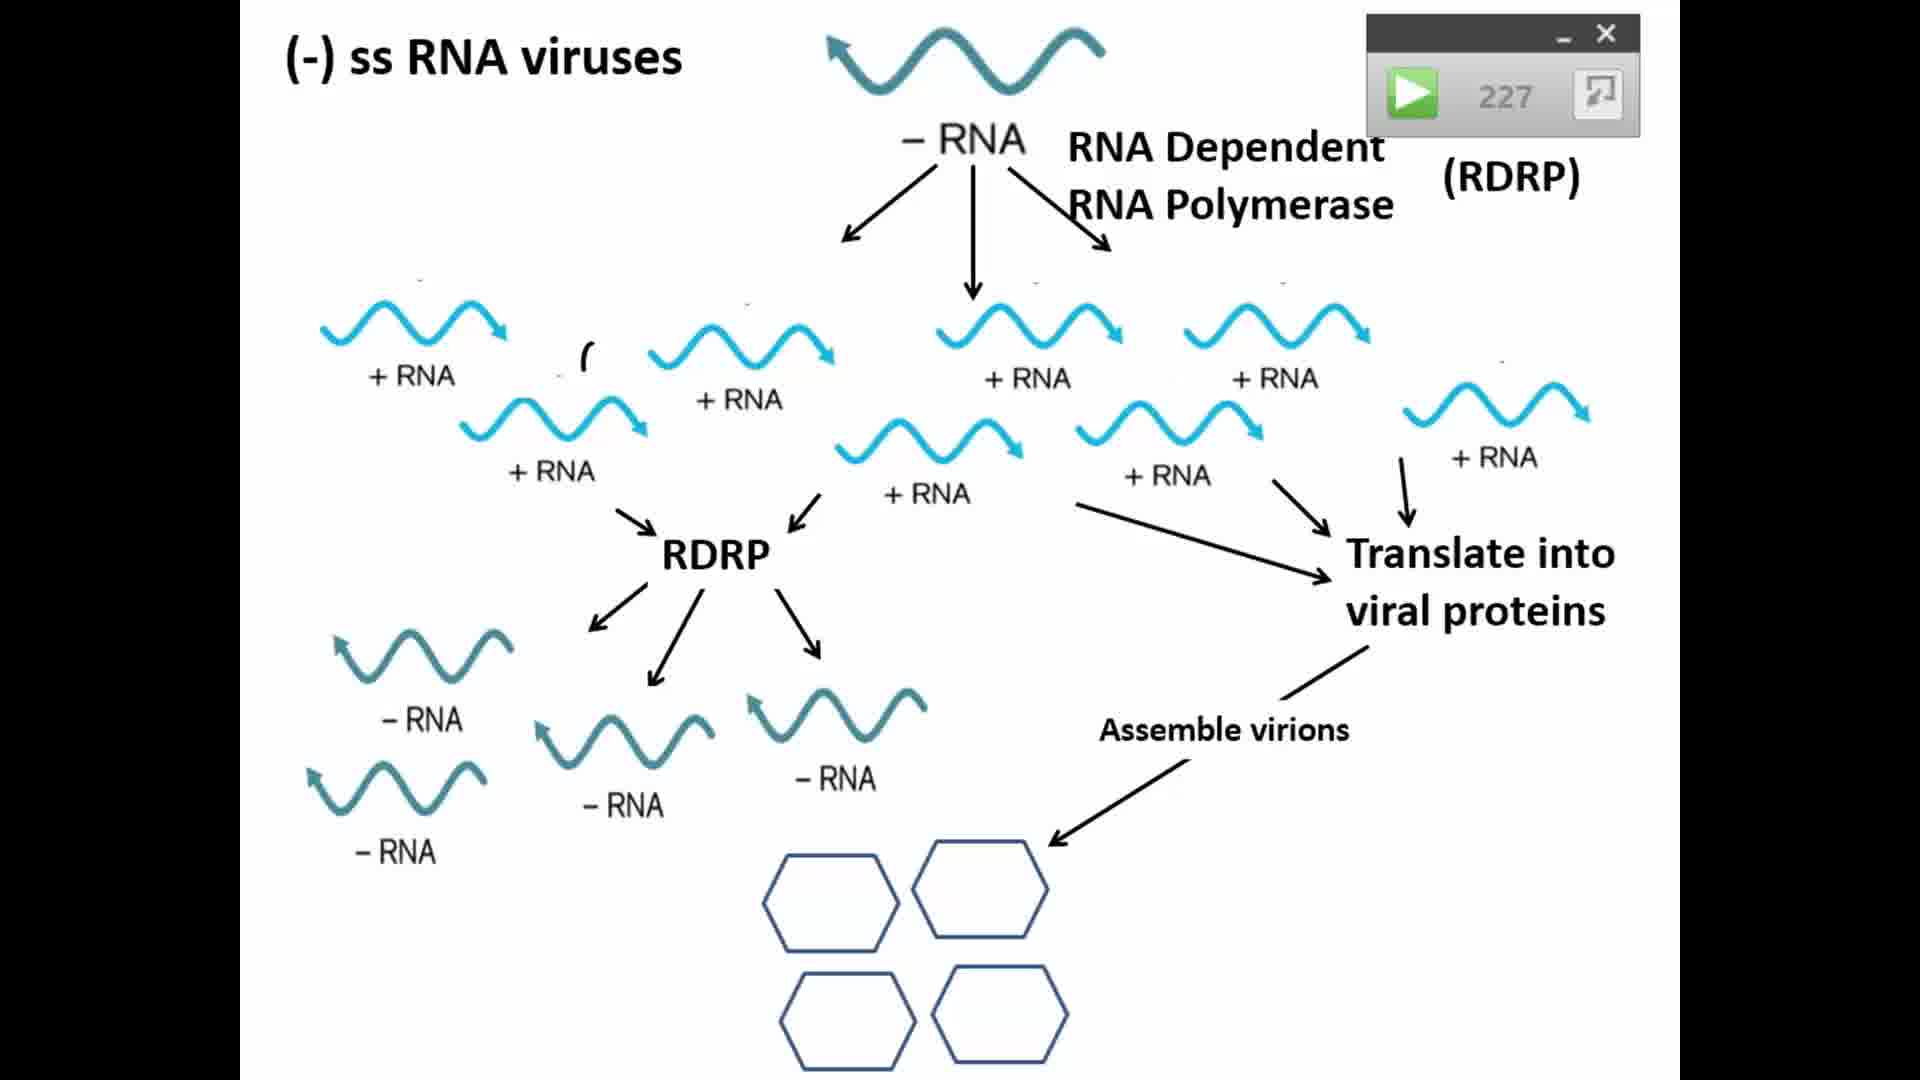 (-) ss RNA viruses
– RNA
227
RNA Dependent
RNA Polymerase
(RDRP)
+ RNA
+ RNA
+ RNA
+ RNA
+ RNA
+ RNA
+ RNA
+ RNA
RDRP
Translate into
viral proteins
– RNA
– RNA
– RNA
– RNA
Assemble virions